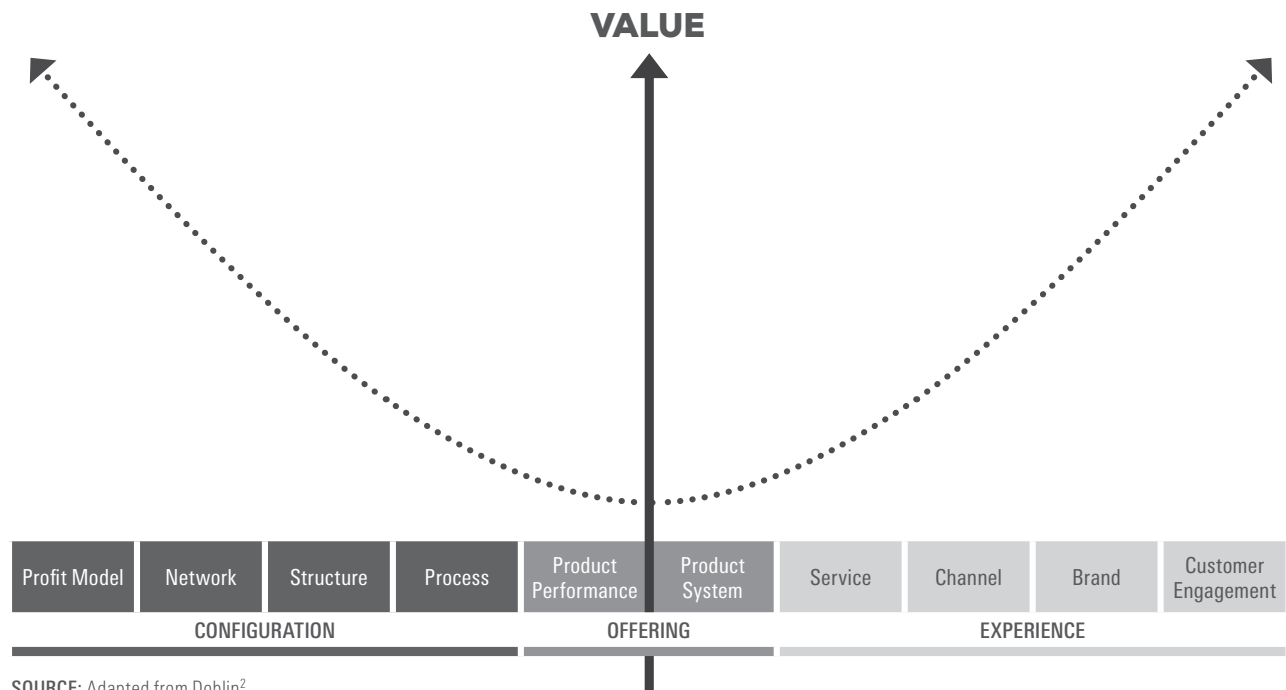 VALUE
Profit Model
Network
Structure
Process
Product
Performance
Product
System
Service
Channel
Brand
Customer
Engagement
CONFIGURATION
OFFERING
EXPERIENCE
SOURCE: Adapted from Doblin2